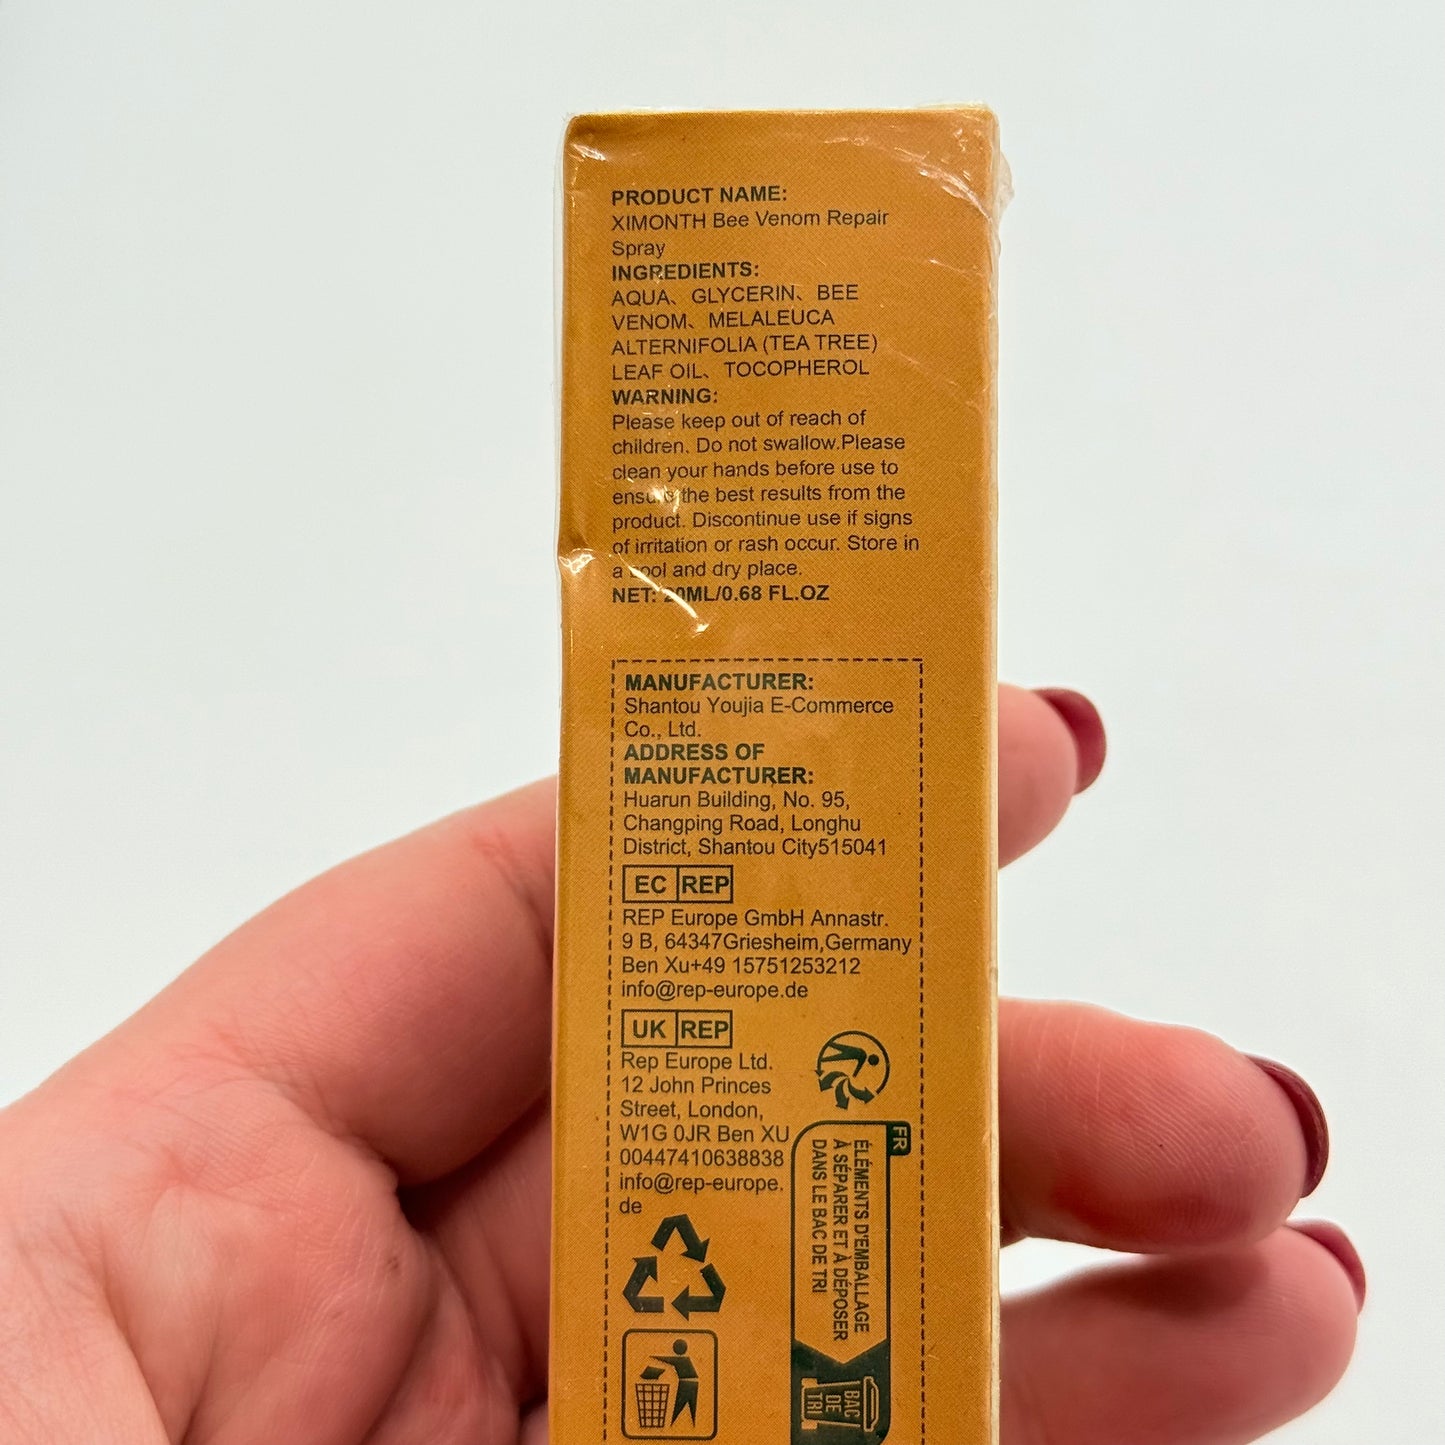 PRODUCT NAME:
XIMONTH Bee Venom Repair
Spray
INGREDIENTS:
AQUA、GLYCERIN、BEE
VENOM、MELALEUCA
ALTERNIFOLIA (TEA TREE)
LEAF OIL、TOCOPHEROL
WARNING:
Please keep out of reach of
children. Do not swallow.Please
clean your hands before use to
ensure the best results from the
product. Discontinue use if signs
of irritation or rash occur. Store in
a cool and dry place.
NET: 20ML/0.68 FL.OZ
MANUFACTURER:
Shantou Youjia E-Commerce
Co., Ltd.
ADDRESS OF
MANUFACTURER:
Huarun Building, No. 95,
Changping Road, Longhu
District, Shantou City515041
EC REP
REP Europe GmbH Annastr.
9 B, 64347Griesheim,Germany
Ben Xu+49 15751253212
info@rep-europe.de
UK REP
Rep Europe Ltd.
12 John Princes
Street, London,
W1G 0JR Ben XU
00447410638838
info@rep-europe.
de
FR
ÉLÉMENTS D'EMBALLAGE
À SÉPARER ET À DÉPOSER
DANS LE BAC DE TRI
BAC
DE
TRI